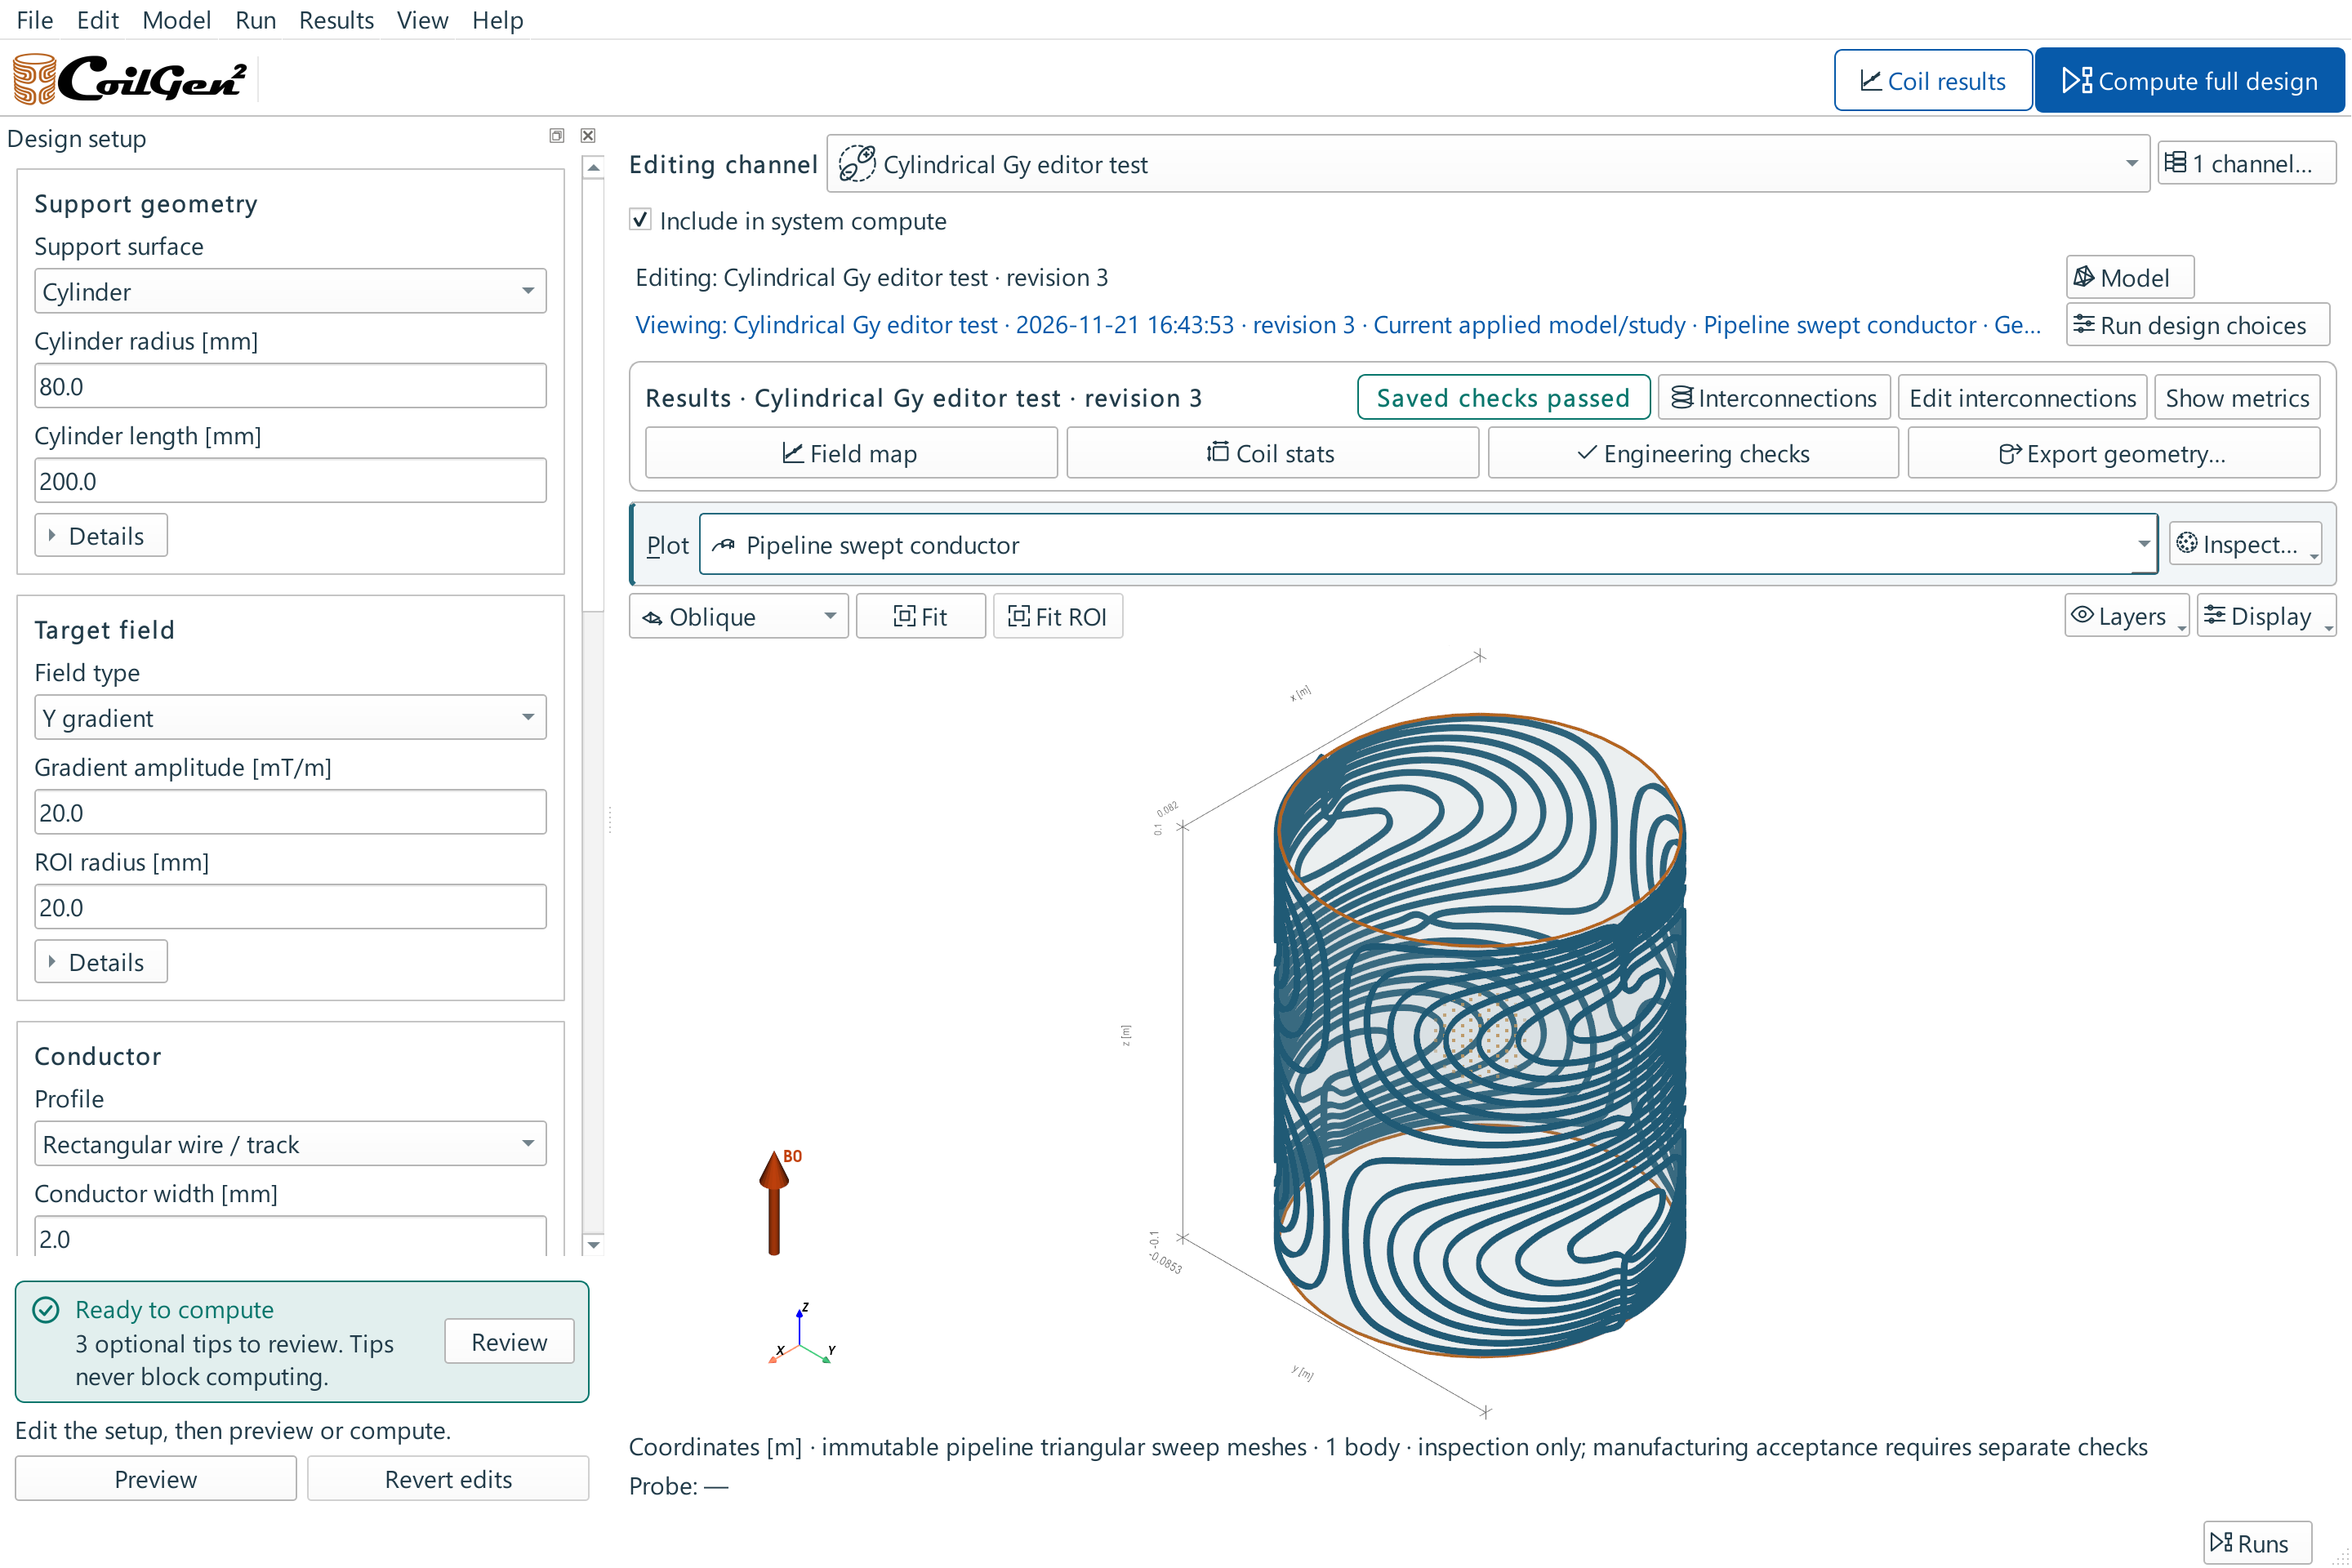 File Edit Model Run Results View Help
CoilGen²
Coil results
Compute full design
Design setup
Support geometry
Support surface
Cylinder
Cylinder radius [mm]
80.0
Cylinder length [mm]
200.0
Details
Target field
Field type
Y gradient
Gradient amplitude [mT/m]
20.0
ROI radius [mm]
20.0
Details
Conductor
Profile
Rectangular wire / track
Conductor width [mm]
2.0
Ready to compute
3 optional tips to review. Tips
never block computing.
Review
Edit the setup, then preview or compute.
Preview
Revert edits
Editing channel
Cylindrical Gy editor test
1 channel...
Include in system compute
Editing: Cylindrical Gy editor test · revision 3
Model
Viewing: Cylindrical Gy editor test · 2026-11-21 16:43:53 · revision 3 · Current applied model/study · Pipeline swept conductor · Ge...
Run design choices
Results · Cylindrical Gy editor test · revision 3
Saved checks passed
Interconnections
Edit interconnections
Show metrics
Field map
Coil stats
Engineering checks
Export geometry...
Plot
Pipeline swept conductor
Inspect...
Oblique
Fit
Fit ROI
Layers
Display
x [m]
0.082
0.1
z [m]
-0.1
-0.0853
y [m]
B0
Z
X
Y
Coordinates [m] · immutable pipeline triangular sweep meshes · 1 body · inspection only; manufacturing acceptance requires separate checks
Probe: —
Runs